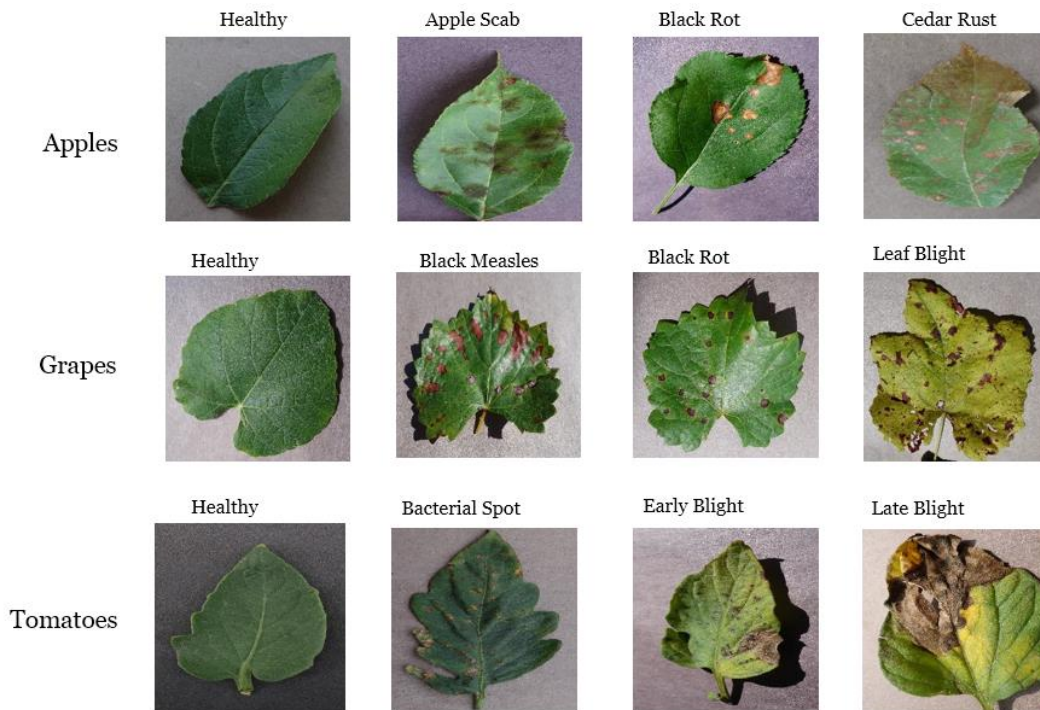 Healthy
Apple Scab
Black Rot
Cedar Rust
Apples
Healthy
Black Measles
Black Rot
Leaf Blight
Grapes
Healthy
Bacterial Spot
Early Blight
Late Blight
Tomatoes